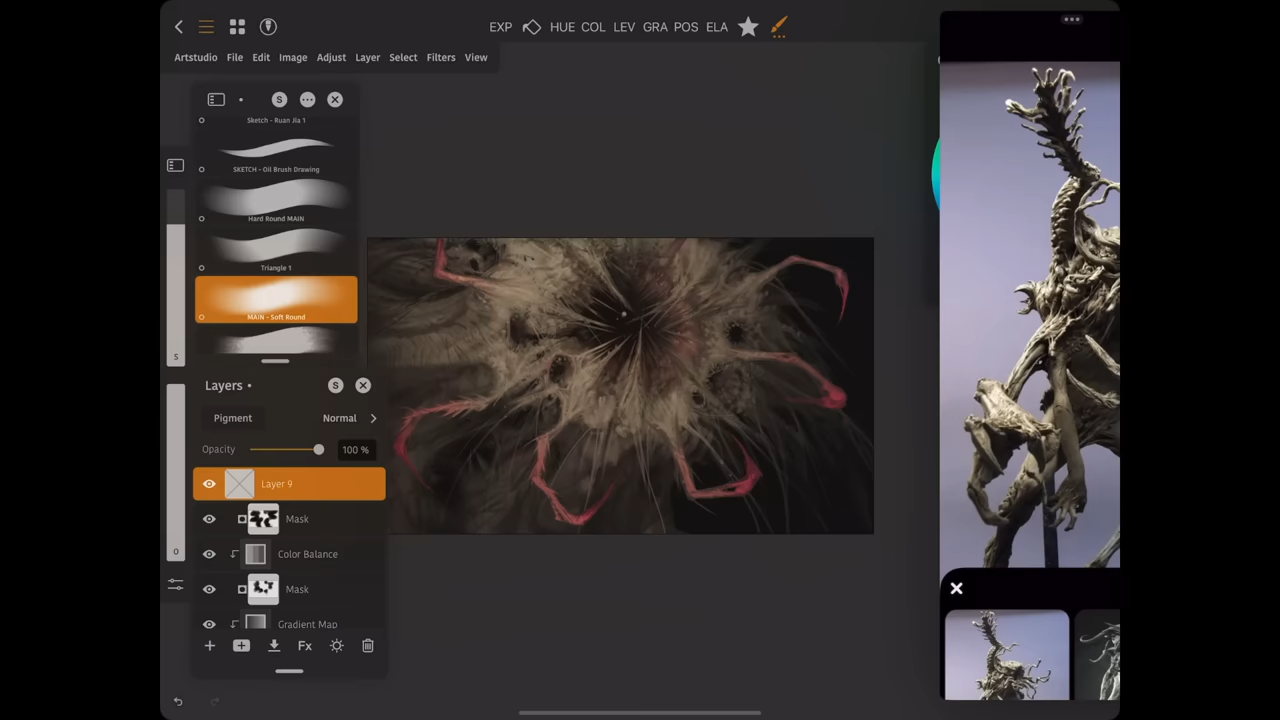 EXP HUE COL LEV GRA POS ELA
Artstudio File Edit Image Adjust Layer Select Filters View
S
Sketch - Ruan Jia 1
SKETCH - Oil Brush Drawing
Hard Round MAIN
Triangle 1
MAIN - Soft Round
S
Layers
S
Pigment Normal
Opacity 100 %
Layer 9
Mask
Color Balance
O
Mask
Gradient Map
Fx